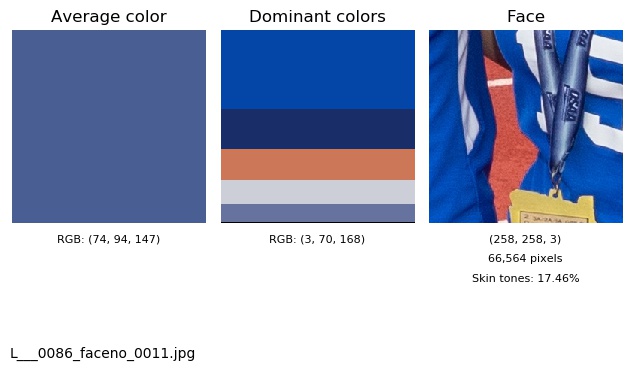 Average color
Dominant colors
Face
RGB: (74, 94, 147)
RGB: (3, 70, 168)
(258, 258, 3)
66,564 pixels
Skin tones: 17.46%
L___0086_faceno_0011.jpg